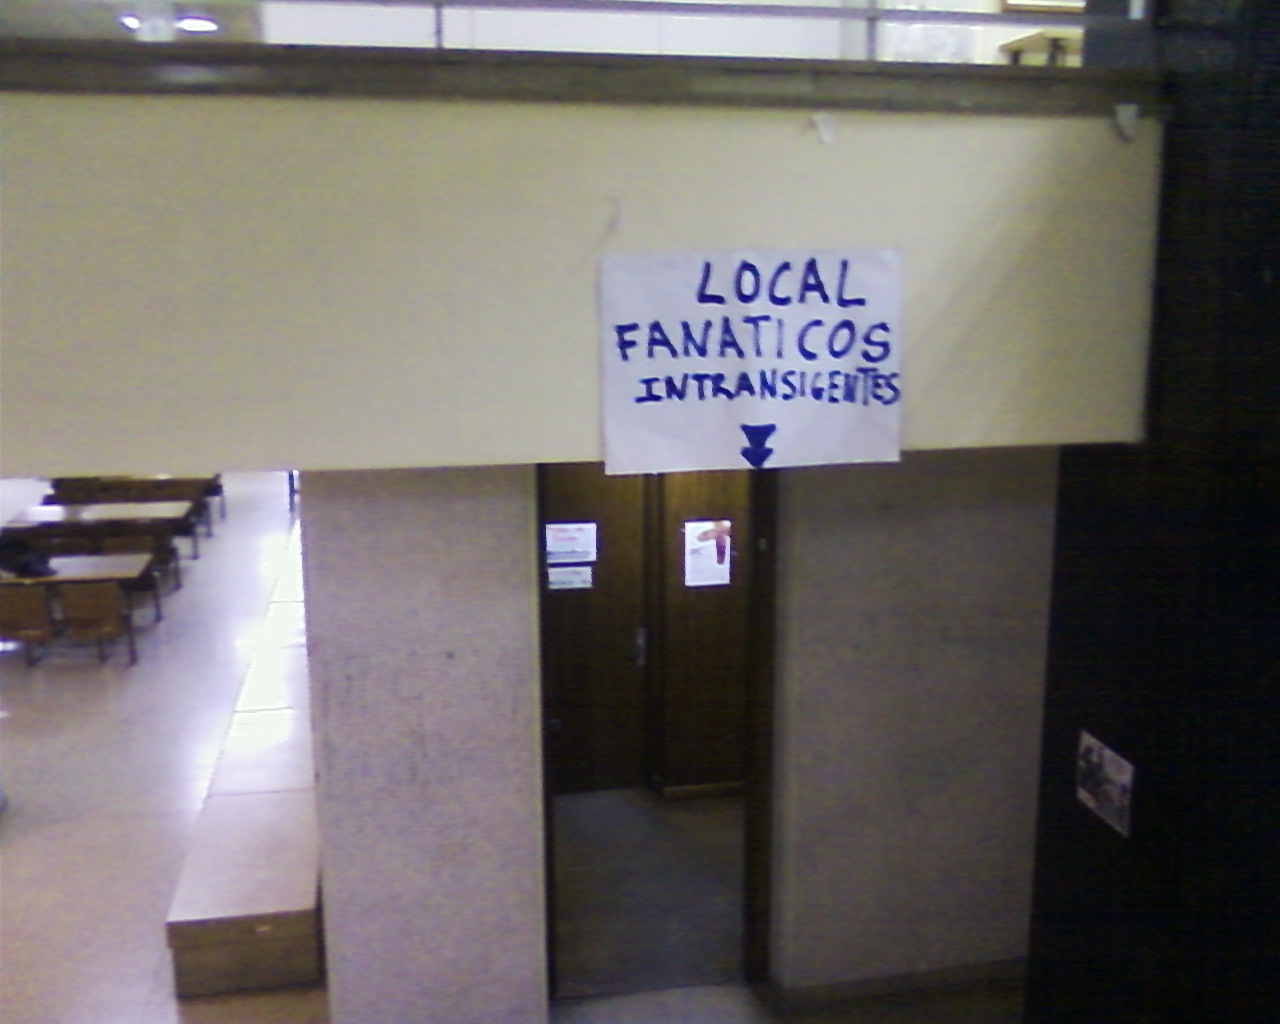 LOCAL
FANATICOS
INTRANSIGENTES